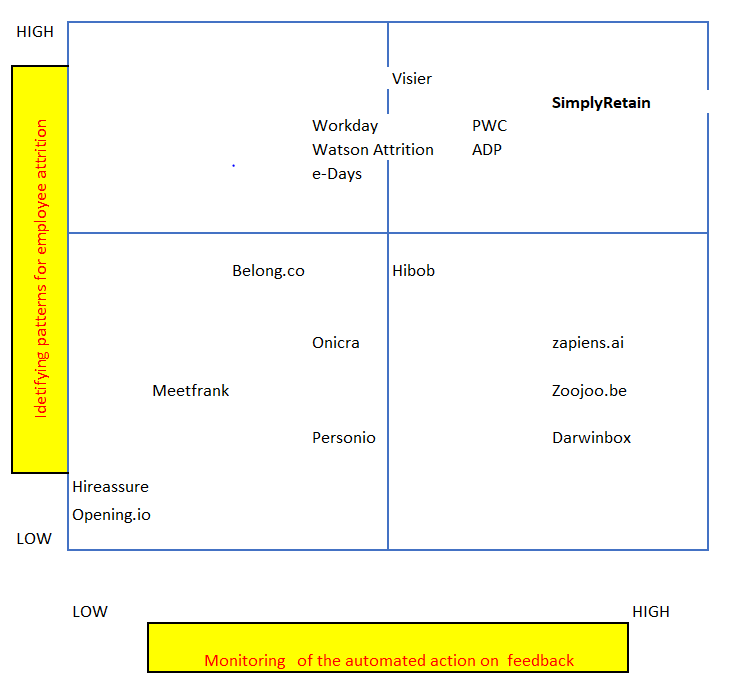 HIGH
Visier
SimplyRetain
Workday PWC
Watson Attrition ADP
e-Days
Idetifying patterns for employee attrition
Belong.co Hibob
Onicra zapiens.ai
Meetfrank Zoojoo.be
Personio Darwinbox
Hireassure
Opening.io
LOW
LOW HIGH
Monitoring of the automated action on feedback